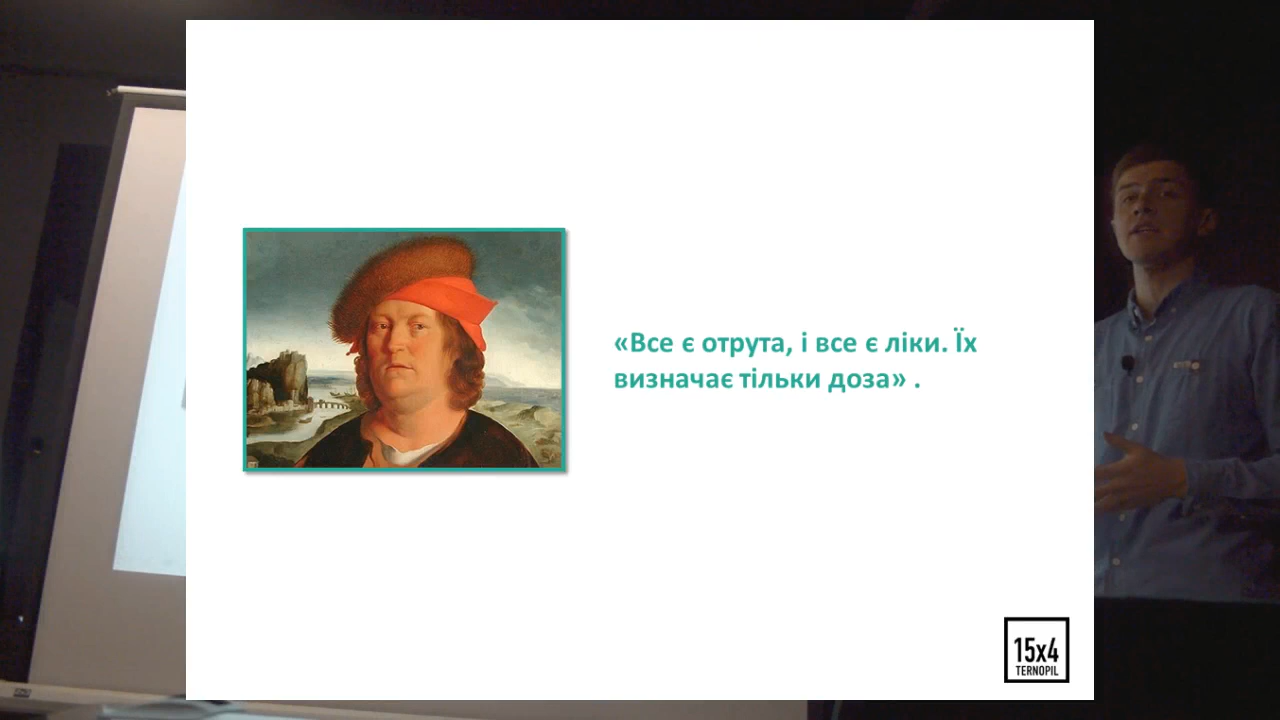 «Все є отрута, і все є ліки. Їх
визначає тільки доза» .
15x4
TERNOPIL